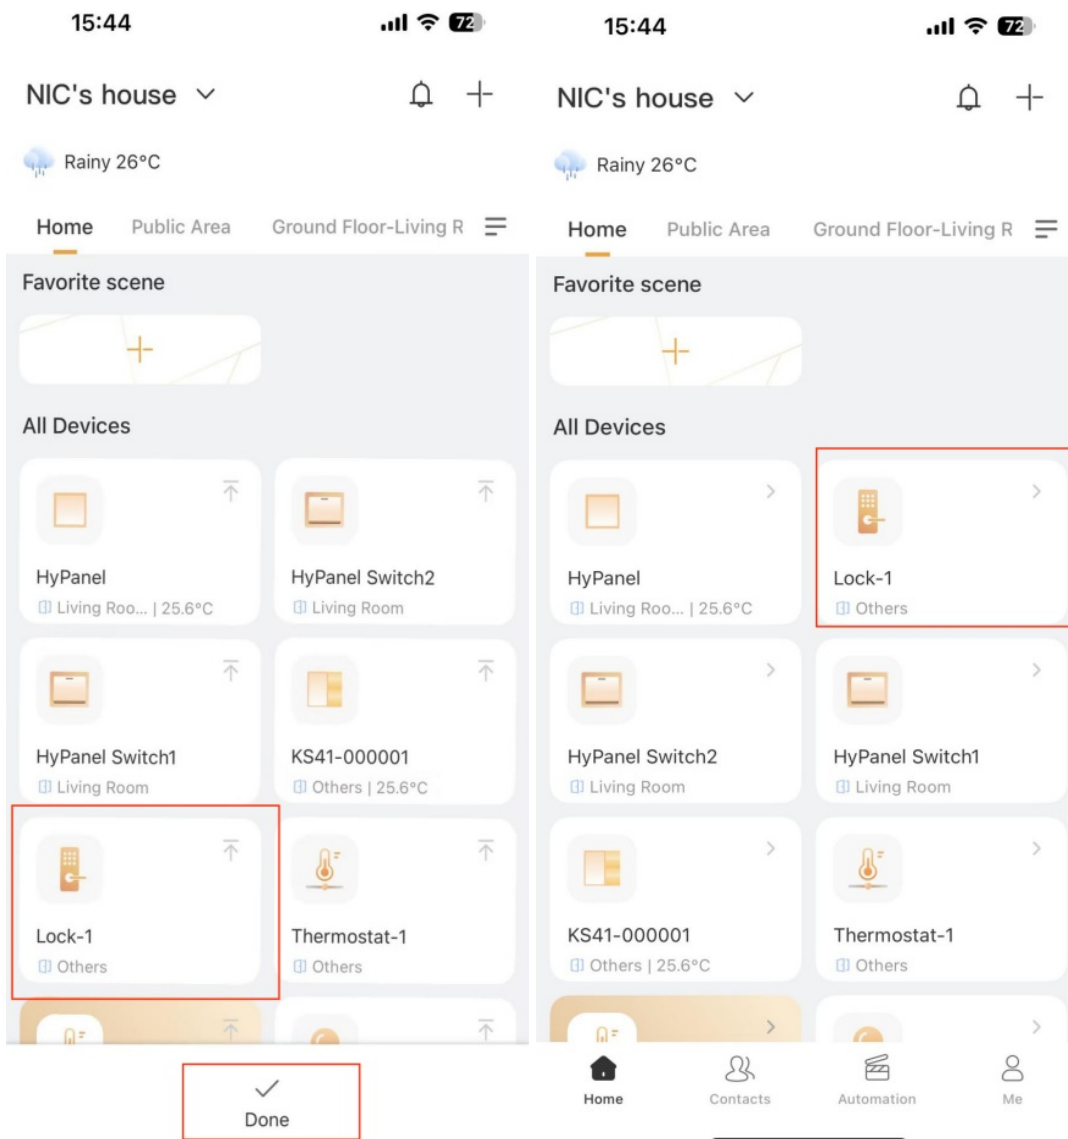 15:44
72
NIC's house
Rainy 26°C
Home Public Area Ground Floor-Living R
Favorite scene
All Devices
HyPanel
Living Roo... | 25.6°C
HyPanel Switch2
Living Room
HyPanel Switch1
Living Room
KS41-000001
Others | 25.6°C
Lock-1
Others
Thermostat-1
Others
Done
15:44
72
NIC's house
Rainy 26°C
Home Public Area Ground Floor-Living R
Favorite scene
All Devices
HyPanel
Living Roo... | 25.6°C
Lock-1
Others
HyPanel Switch2
Living Room
HyPanel Switch1
Living Room
KS41-000001
Others | 25.6°C
Thermostat-1
Others
Home Contacts Automation Me